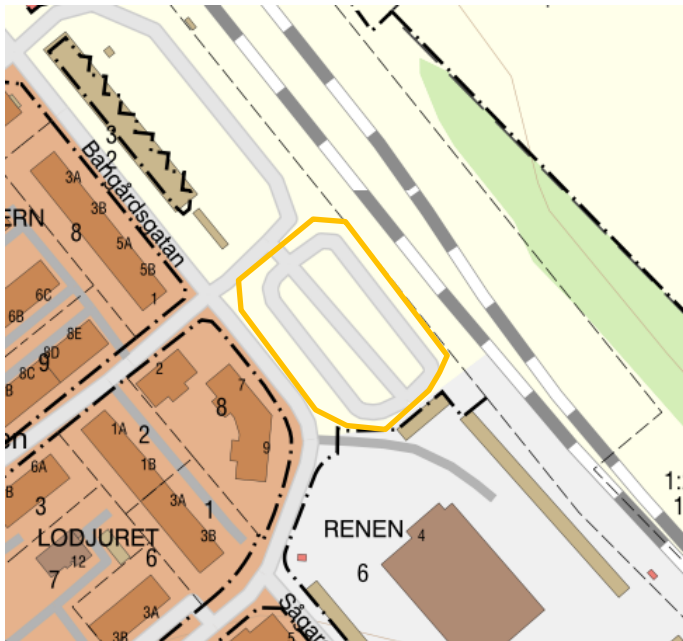 3
2
Bangårdsgatan
3A
3B
ERN
8
5A
5B
1
6C
6B
8E
8D
9
8C
B
2
7
8
1A
2
9
1B
6A
B
3
3A
1
3B
LODJURET
12
6
7
3A
3B
5
RENEN
4
6
1:
1